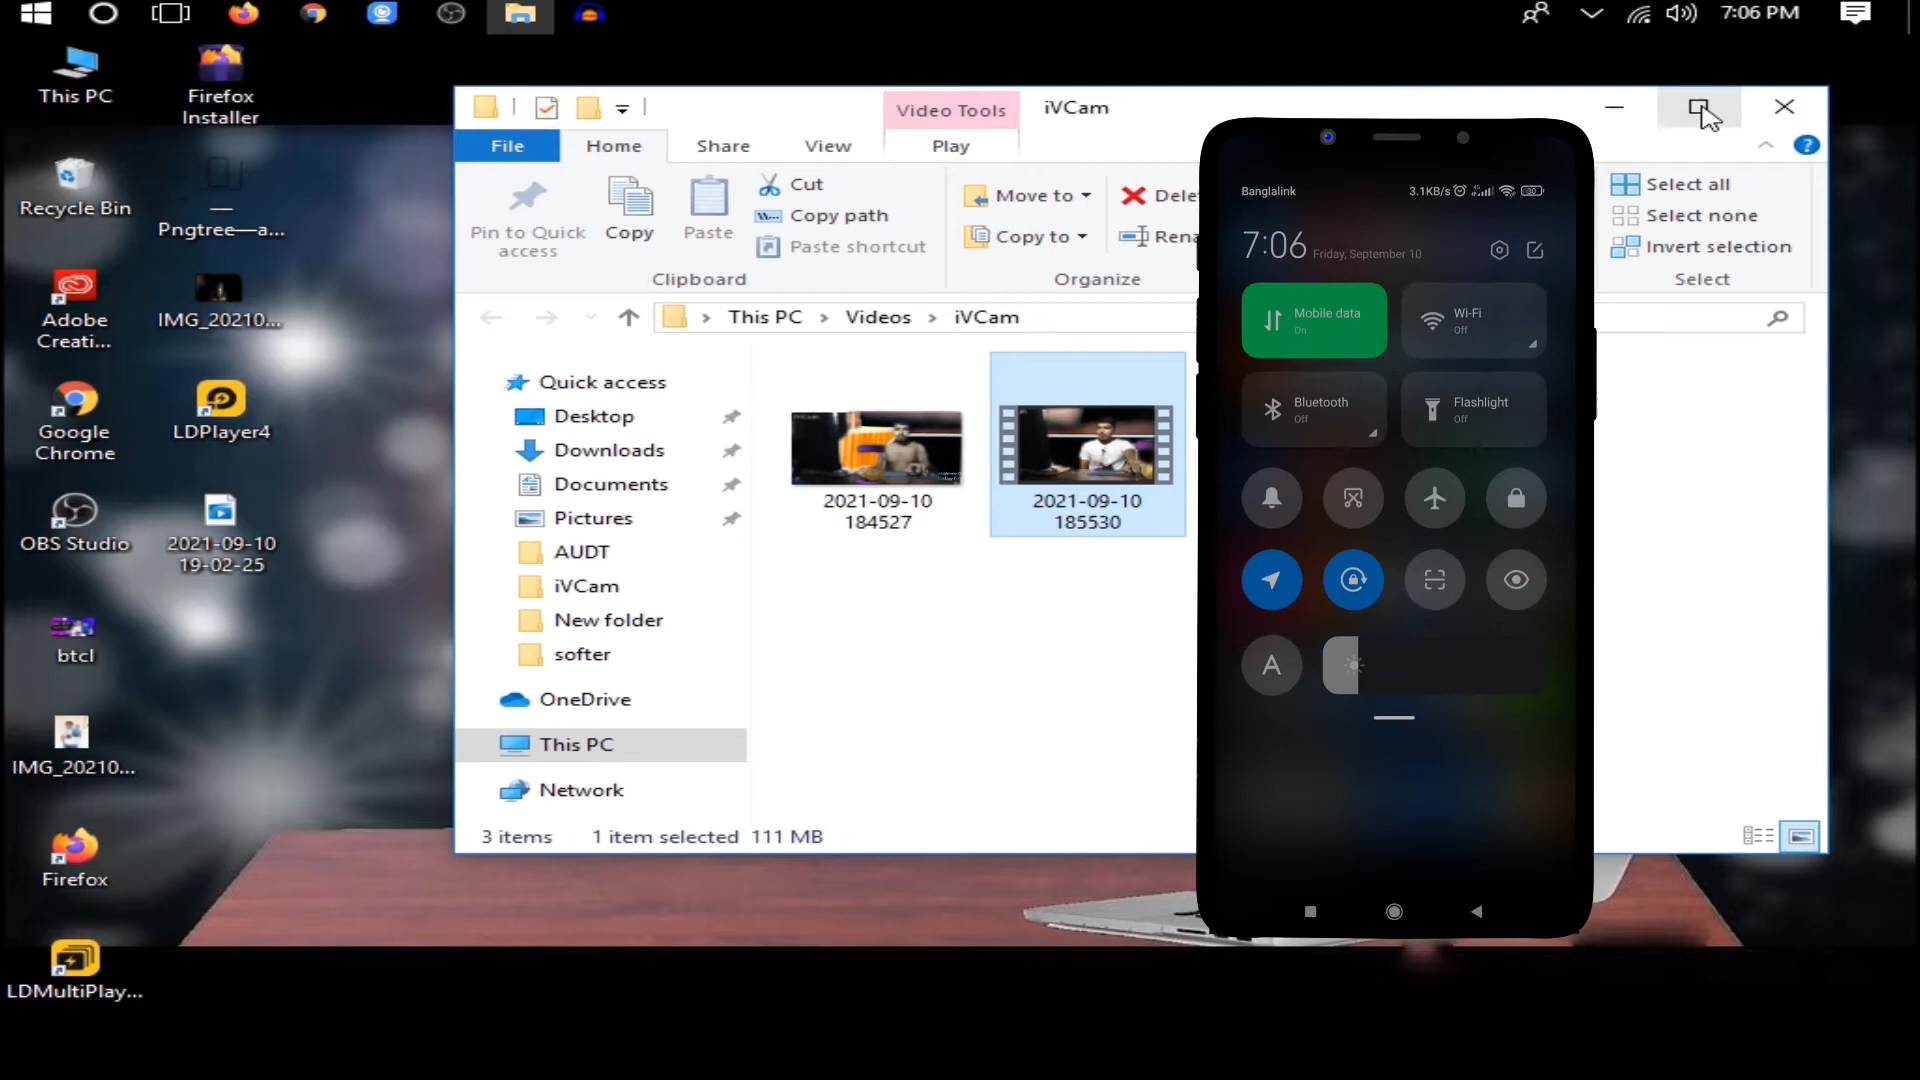 7:06 PM
This PC
Firefox
Installer
Recycle Bin
—
Pngtree—a...
Adobe
Creati...
IMG_20210...
Google
Chrome
LDPlayer4
OBS Studio
2021-09-10
19-02-25
btcl
IMG_20210...
Firefox
LDMultiPlay...
Video Tools
iVCam
File
Home
Share
View
Play
Pin to Quick
access
Copy
Paste
Cut
Copy path
Paste shortcut
Clipboard
Move to
Copy to
Dele
Rena
Organize
Select all
Select none
Invert selection
Select
This PC > Videos > iVCam
Quick access
Desktop
Downloads
Documents
Pictures
AUDT
iVCam
New folder
softer
OneDrive
This PC
Network
2021-09-10
184527
2021-09-10
185530
3 items
1 item selected 111 MB
Banglalink
3.1KB/s
30
7:06 Friday, September 10
Mobile data
On
Wi-Fi
Off
Bluetooth
Off
Flashlight
Off
A